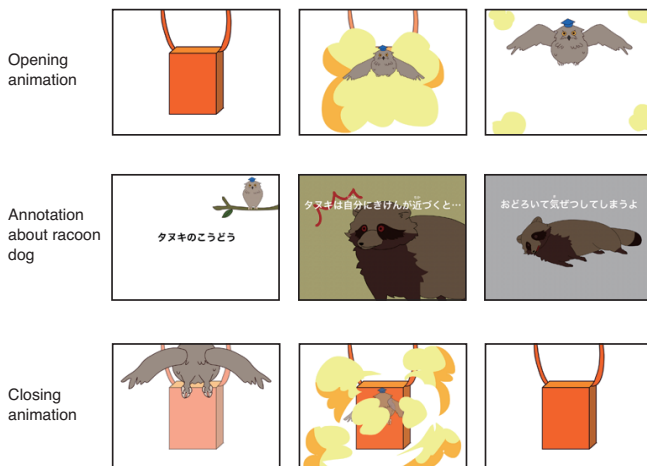 Opening
animation
Annotation
about racoon
dog
タヌキのこうどう
タヌキは自分にきけんが近づくと…
おどろいて気ぜつしてしまうよ
Closing
animation